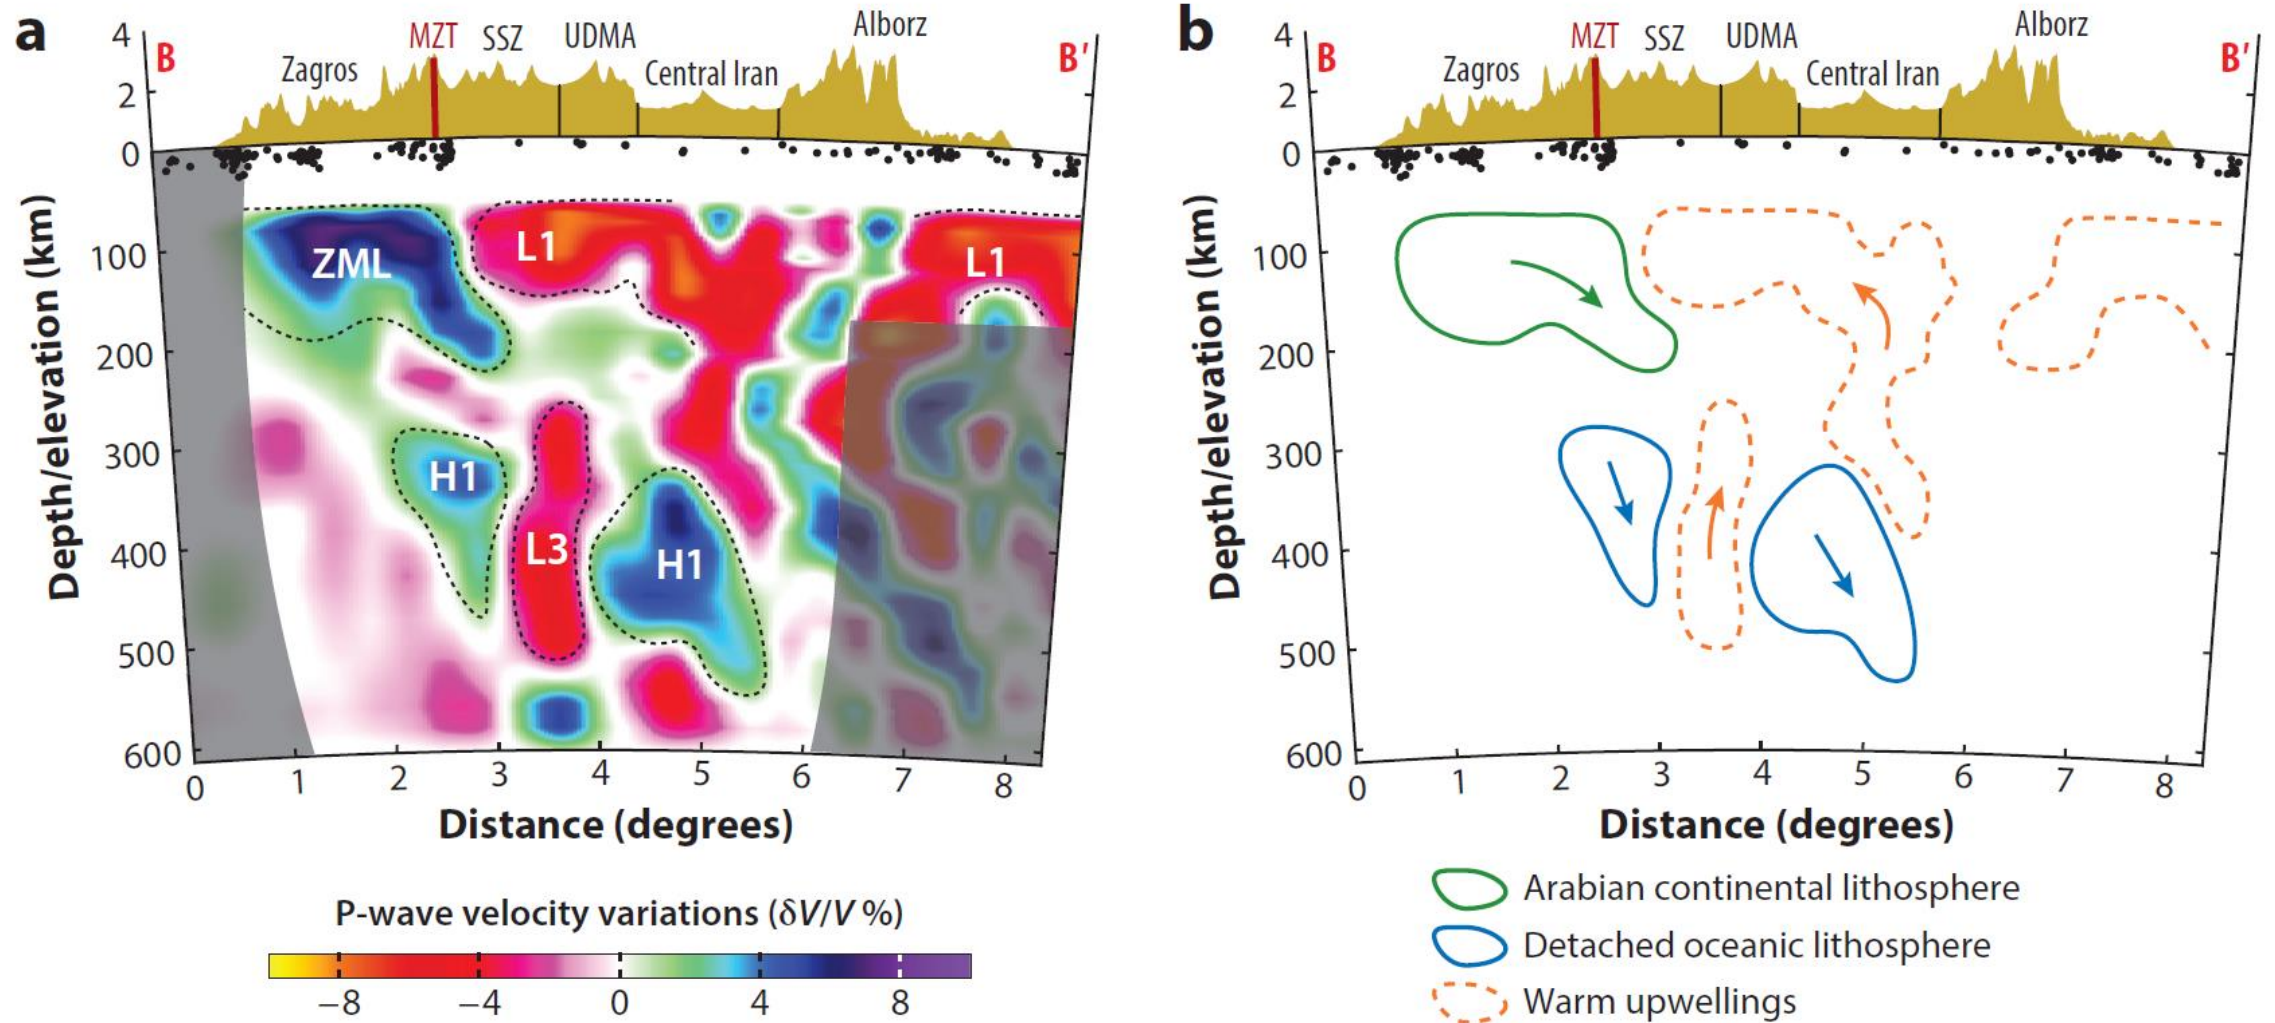 a
B
Zagros
MZT
SSZ
UDMA
Central Iran
Alborz
B′
4
2
0
100
200
300
400
500
600
Depth/elevation (km)
ZML
L1
L1
H1
L3
H1
0 1 2 3 4 5 6 7 8
Distance (degrees)
P-wave velocity variations (δV/V %)
−8 −4 0 4 8
b
B
Zagros
MZT
SSZ
UDMA
Central Iran
Alborz
B′
4
2
0
100
200
300
400
500
600
Depth/elevation (km)
0 1 2 3 4 5 6 7 8
Distance (degrees)
Arabian continental lithosphere
Detached oceanic lithosphere
Warm upwellings